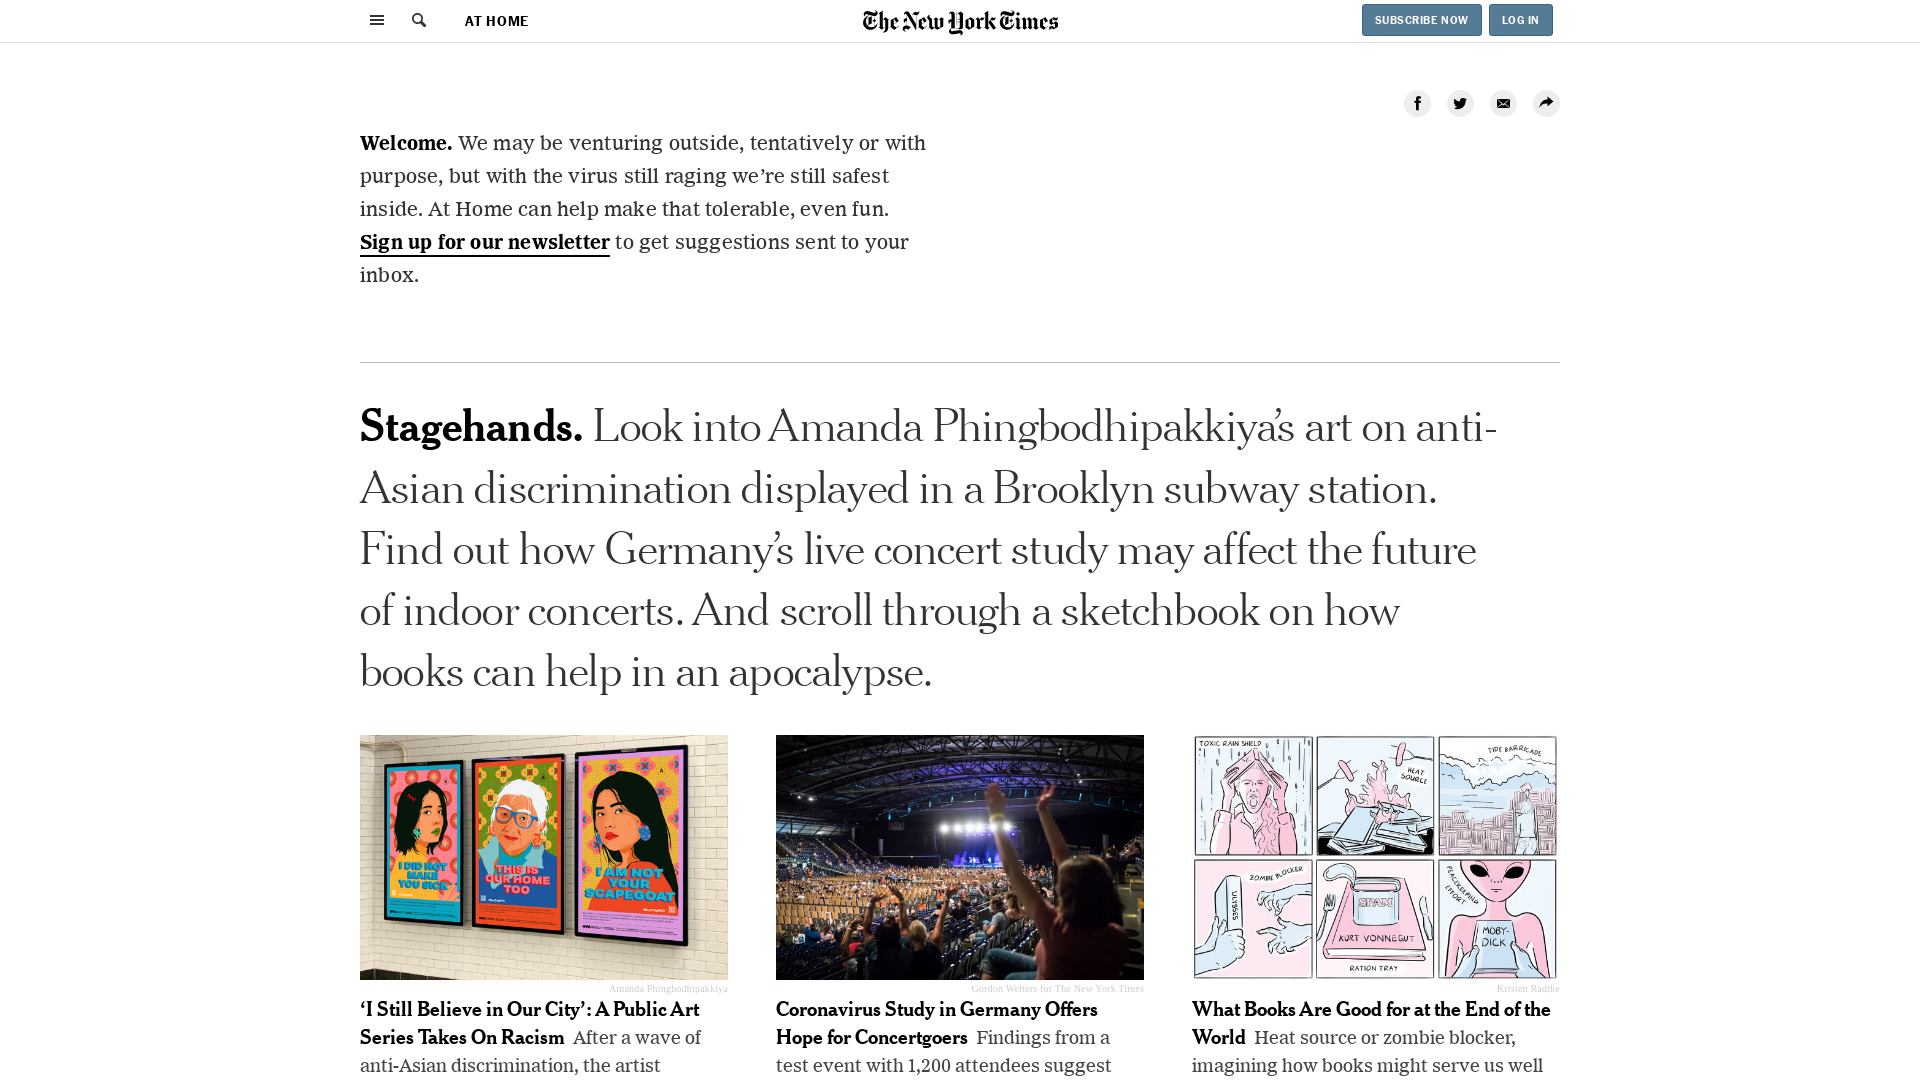 AT HOME
The New York Times
SUBSCRIBE NOW
LOG IN
Welcome. We may be venturing outside, tentatively or with
purpose, but with the virus still raging we’re still safest
inside. At Home can help make that tolerable, even fun.
Sign up for our newsletter to get suggestions sent to your
inbox.
Stagehands. Look into Amanda Phingbodhipakkiya’s art on anti-
Asian discrimination displayed in a Brooklyn subway station.
Find out how Germany’s live concert study may affect the future
of indoor concerts. And scroll through a sketchbook on how
books can help in an apocalypse.
I DID NOT
MAKE
YOU SICK
THIS IS
OUR HOME
TOO
I AM NOT
YOUR
SCAPEGOAT
TOXIC RAIN SHIELD
HEAT
SOURCE
TIDE BARRICADE
ULYSSES
ZOMBIE BLOCKER
SPAM
KURT VONNEGUT
RATION TRAY
PEACEKEEPING
EFFORT
MOBY-
DICK
Amanda Phingbodhipakkiya
Gordon Welters for The New York Times
Kristen Radtke
‘I Still Believe in Our City’: A Public Art
Series Takes On Racism After a wave of
anti-Asian discrimination, the artist
Coronavirus Study in Germany Offers
Hope for Concertgoers Findings from a
test event with 1,200 attendees suggest
What Books Are Good for at the End of the
World Heat source or zombie blocker,
imagining how books might serve us well